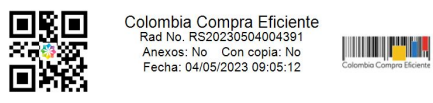 Colombia Compra Eficiente
Rad No. RS20230504004391
Anexos: No    Con copia: No
Fecha: 04/05/2023 09:05:12
Colombia Compra Eficiente